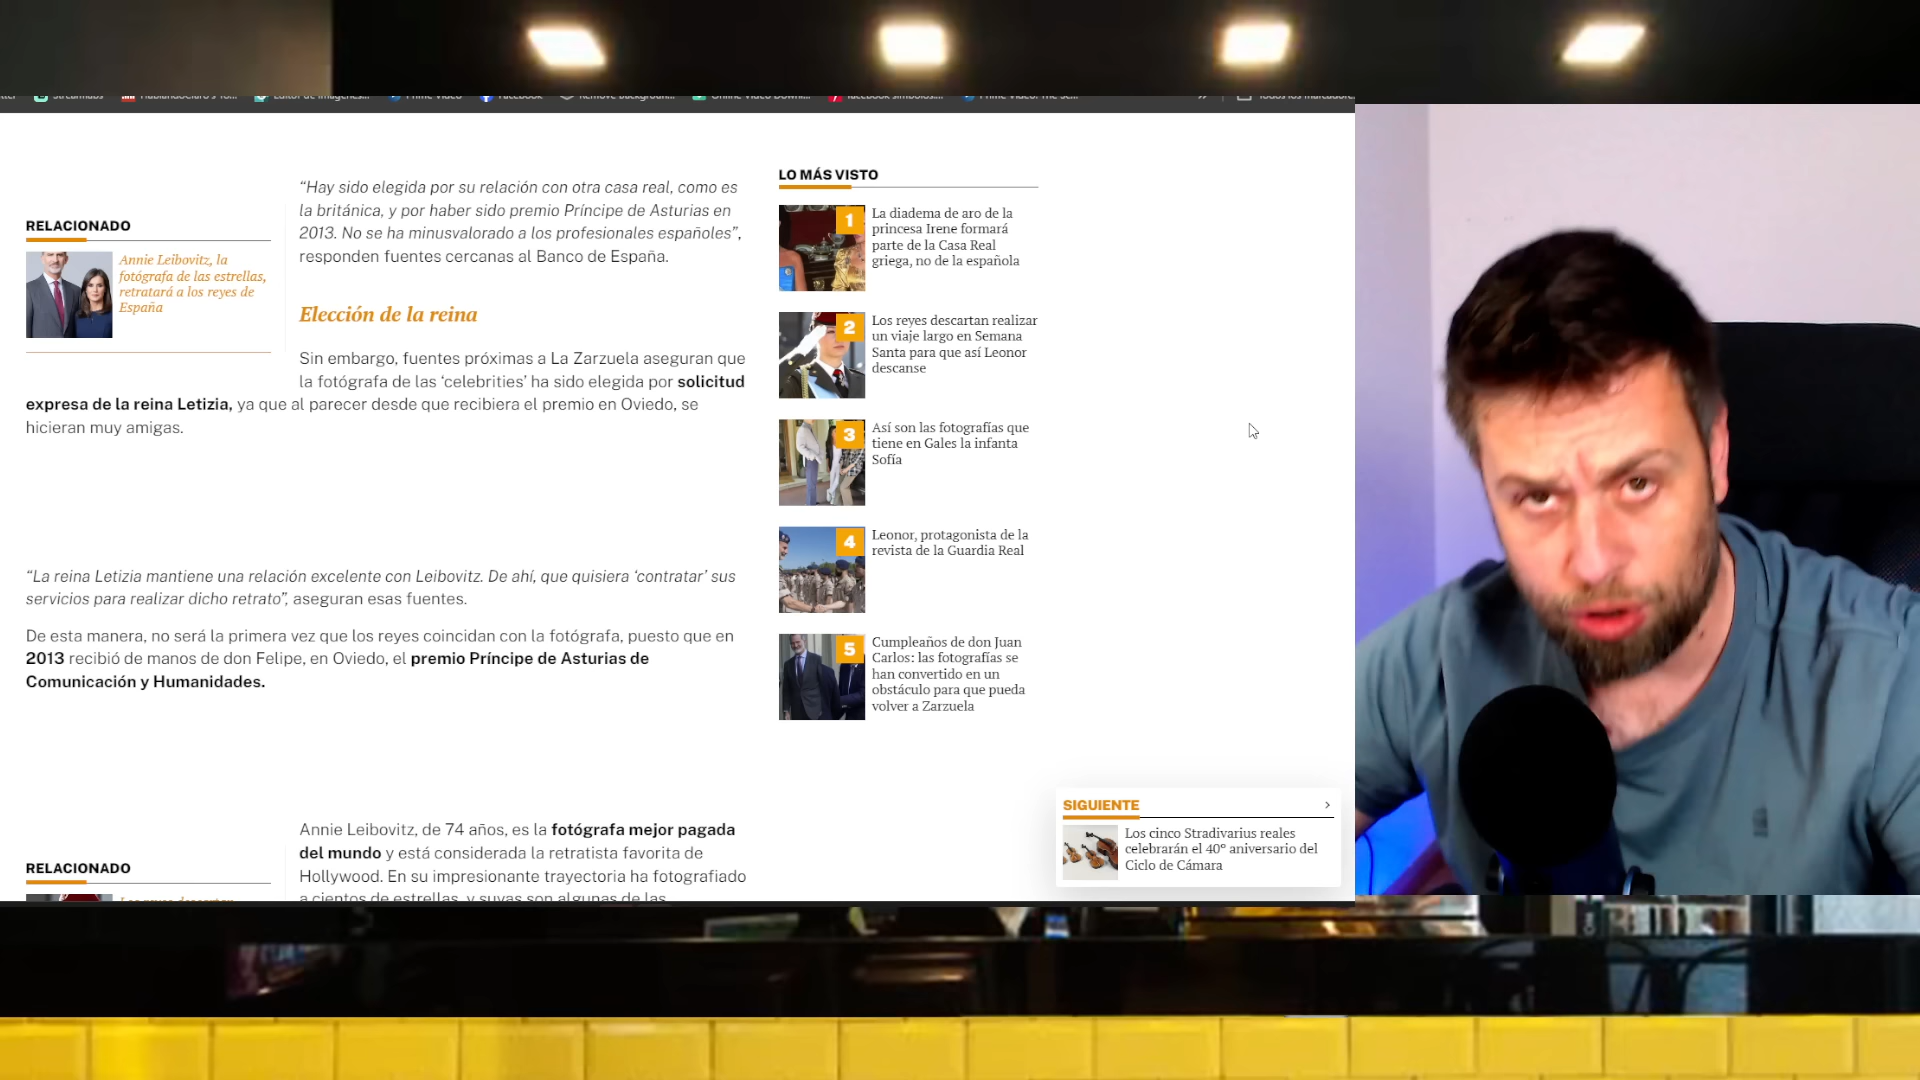 Streamlabs
Prime Video
Facebook
RELACIONADO
Annie Leibovitz, la
fotógrafa de las estrellas,
retratará a los reyes de
España
“Hay sido elegida por su relación con otra casa real, como es
la británica, y por haber sido premio Príncipe de Asturias en
2013. No se ha minusvalorado a los profesionales españoles”,
responden fuentes cercanas al Banco de España.
Elección de la reina
Sin embargo, fuentes próximas a La Zarzuela aseguran que
la fotógrafa de las ‘celebrities’ ha sido elegida por solicitud
expresa de la reina Letizia, ya que al parecer desde que recibiera el premio en Oviedo, se
hicieran muy amigas.
“La reina Letizia mantiene una relación excelente con Leibovitz. De ahí, que quisiera ‘contratar’ sus
servicios para realizar dicho retrato”, aseguran esas fuentes.
De esta manera, no será la primera vez que los reyes coincidan con la fotógrafa, puesto que en
2013 recibió de manos de don Felipe, en Oviedo, el premio Príncipe de Asturias de
Comunicación y Humanidades.
RELACIONADO
Annie Leibovitz, de 74 años, es la fotógrafa mejor pagada
del mundo y está considerada la retratista favorita de
Hollywood. En su impresionante trayectoria ha fotografiado
a cientos de estrellas, y suyas son algunas de las
LO MÁS VISTO
1
La diadema de aro de la
princesa Irene formará
parte de la Casa Real
griega, no de la española
2
Los reyes descartan realizar
un viaje largo en Semana
Santa para que así Leonor
descanse
3
Así son las fotografías que
tiene en Gales la infanta
Sofía
4
Leonor, protagonista de la
revista de la Guardia Real
5
Cumpleaños de don Juan
Carlos: las fotografías se
han convertido en un
obstáculo para que pueda
volver a Zarzuela
SIGUIENTE
Los cinco Stradivarius reales
celebrarán el 40º aniversario del
Ciclo de Cámara